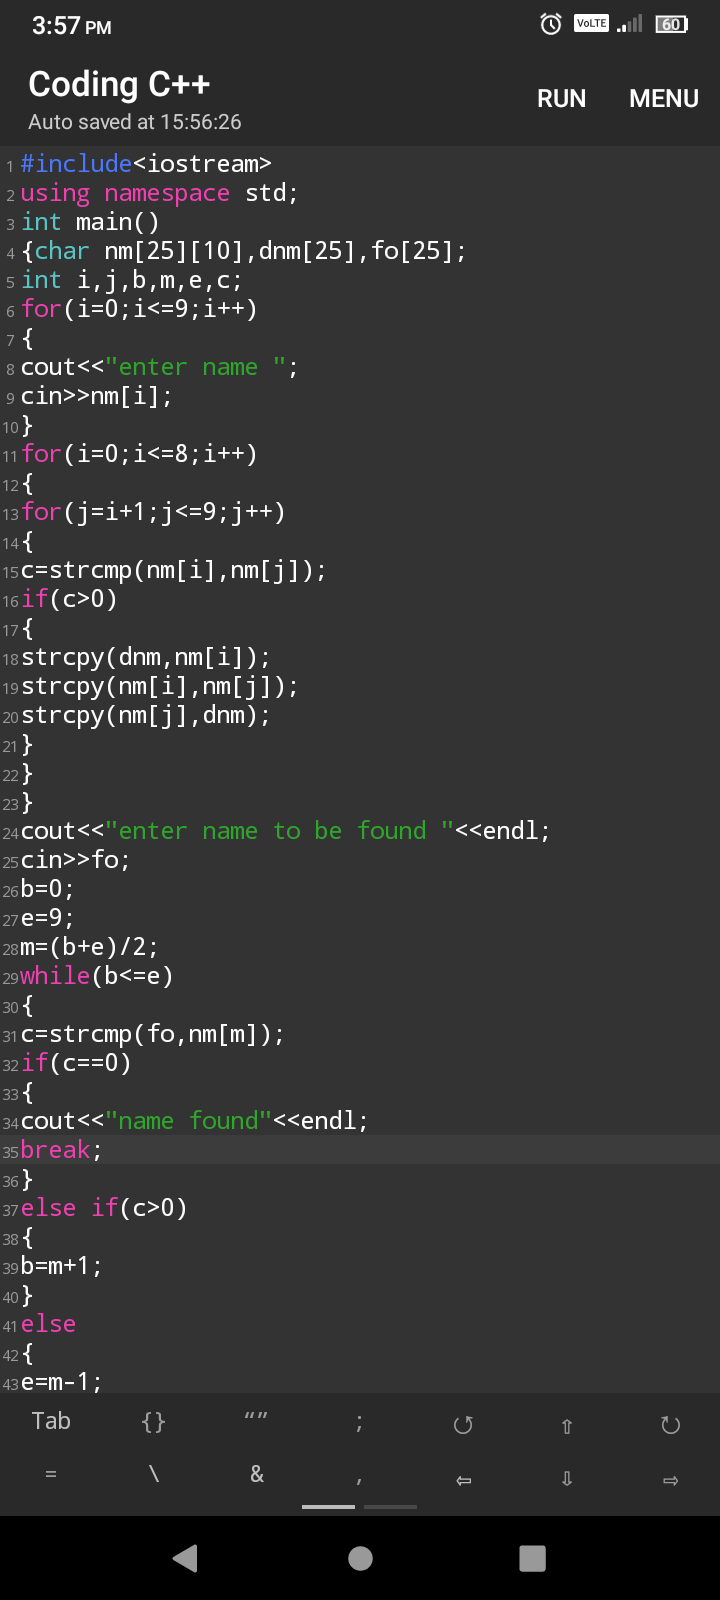 3:57 PM
VoLTE
60
Coding C++
RUN MENU
Auto saved at 15:56:26
1 #include<iostream>
2 using namespace std;
3 int main()
4 {char nm[25][10],dnm[25],fo[25];
5 int i,j,b,m,e,c;
6 for(i=0;i<=9;i++)
7 {
8 cout<<"enter name ";
9 cin>>nm[i];
10 }
11 for(i=0;i<=8;i++)
12 {
13 for(j=i+1;j<=9;j++)
14 {
15 c=strcmp(nm[i],nm[j]);
16 if(c>0)
17 {
18 strcpy(dnm,nm[i]);
19 strcpy(nm[i],nm[j]);
20 strcpy(nm[j],dnm);
21 }
22 }
23 }
24 cout<<"enter name to be found "<<endl;
25 cin>>fo;
26 b=0;
27 e=9;
28 m=(b+e)/2;
29 while(b<=e)
30 {
31 c=strcmp(fo,nm[m]);
32 if(c==0)
33 {
34 cout<<"name found"<<endl;
35 break;
36 }
37 else if(c>0)
38 {
39 b=m+1;
40 }
41 else
42 {
43 e=m-1;
Tab {} “” ; ↺ ⇧ ↻
= \ & , ⇦ ⇩ ⇨